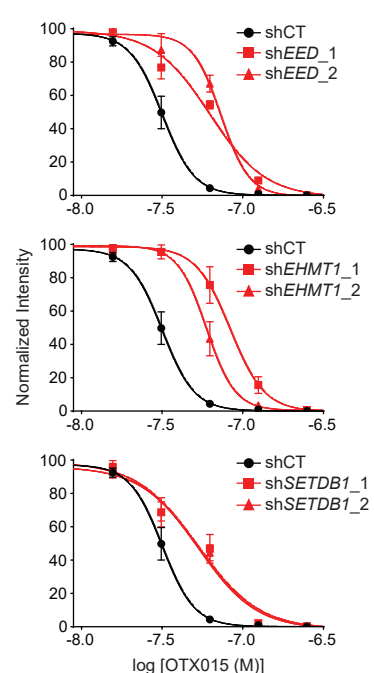 100
80
60
40
20
0
-8.0 -7.5 -7.0 -6.5
shCT
shEED_1
shEED_2
100
80
60
40
20
0
-8.0 -7.5 -7.0 -6.5
shCT
shEHMT1_1
shEHMT1_2
Normalized Intensity
100
80
60
40
20
0
-8.0 -7.5 -7.0 -6.5
shCT
shSETDB1_1
shSETDB1_2
log [OTX015 (M)]